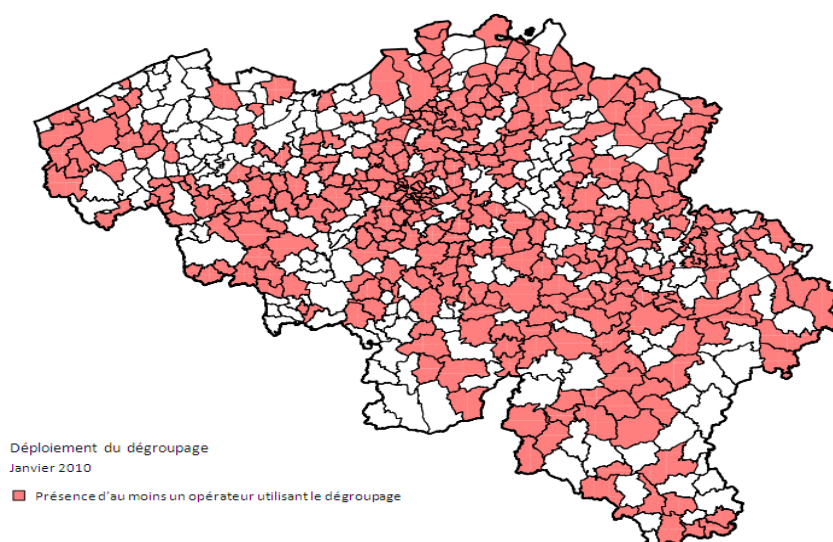 Déploiement du dégroupage
Janvier 2010
Présence d'au moins un opérateur utilisant le dégroupage